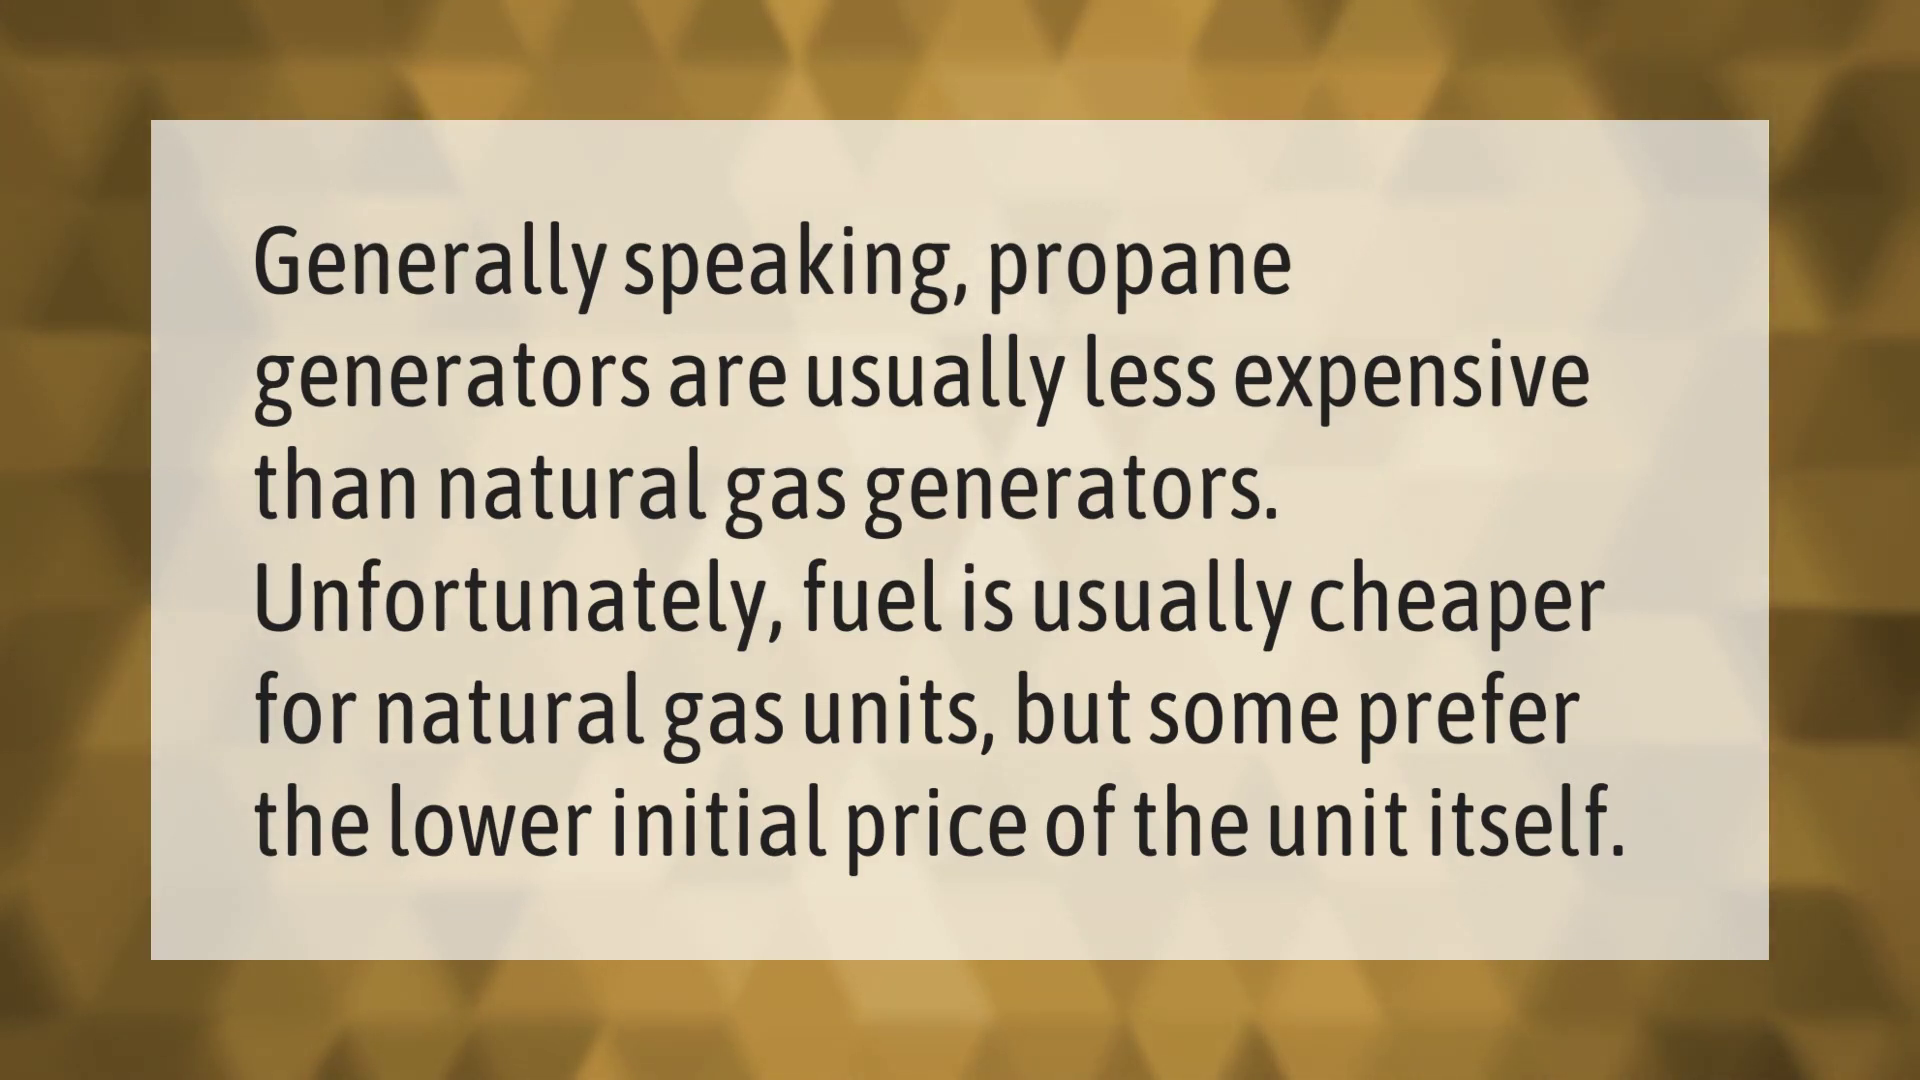 Generally speaking, propane
generators are usually less expensive
than natural gas generators.
Unfortunately, fuel is usually cheaper
for natural gas units, but some prefer
the lower initial price of the unit itself.